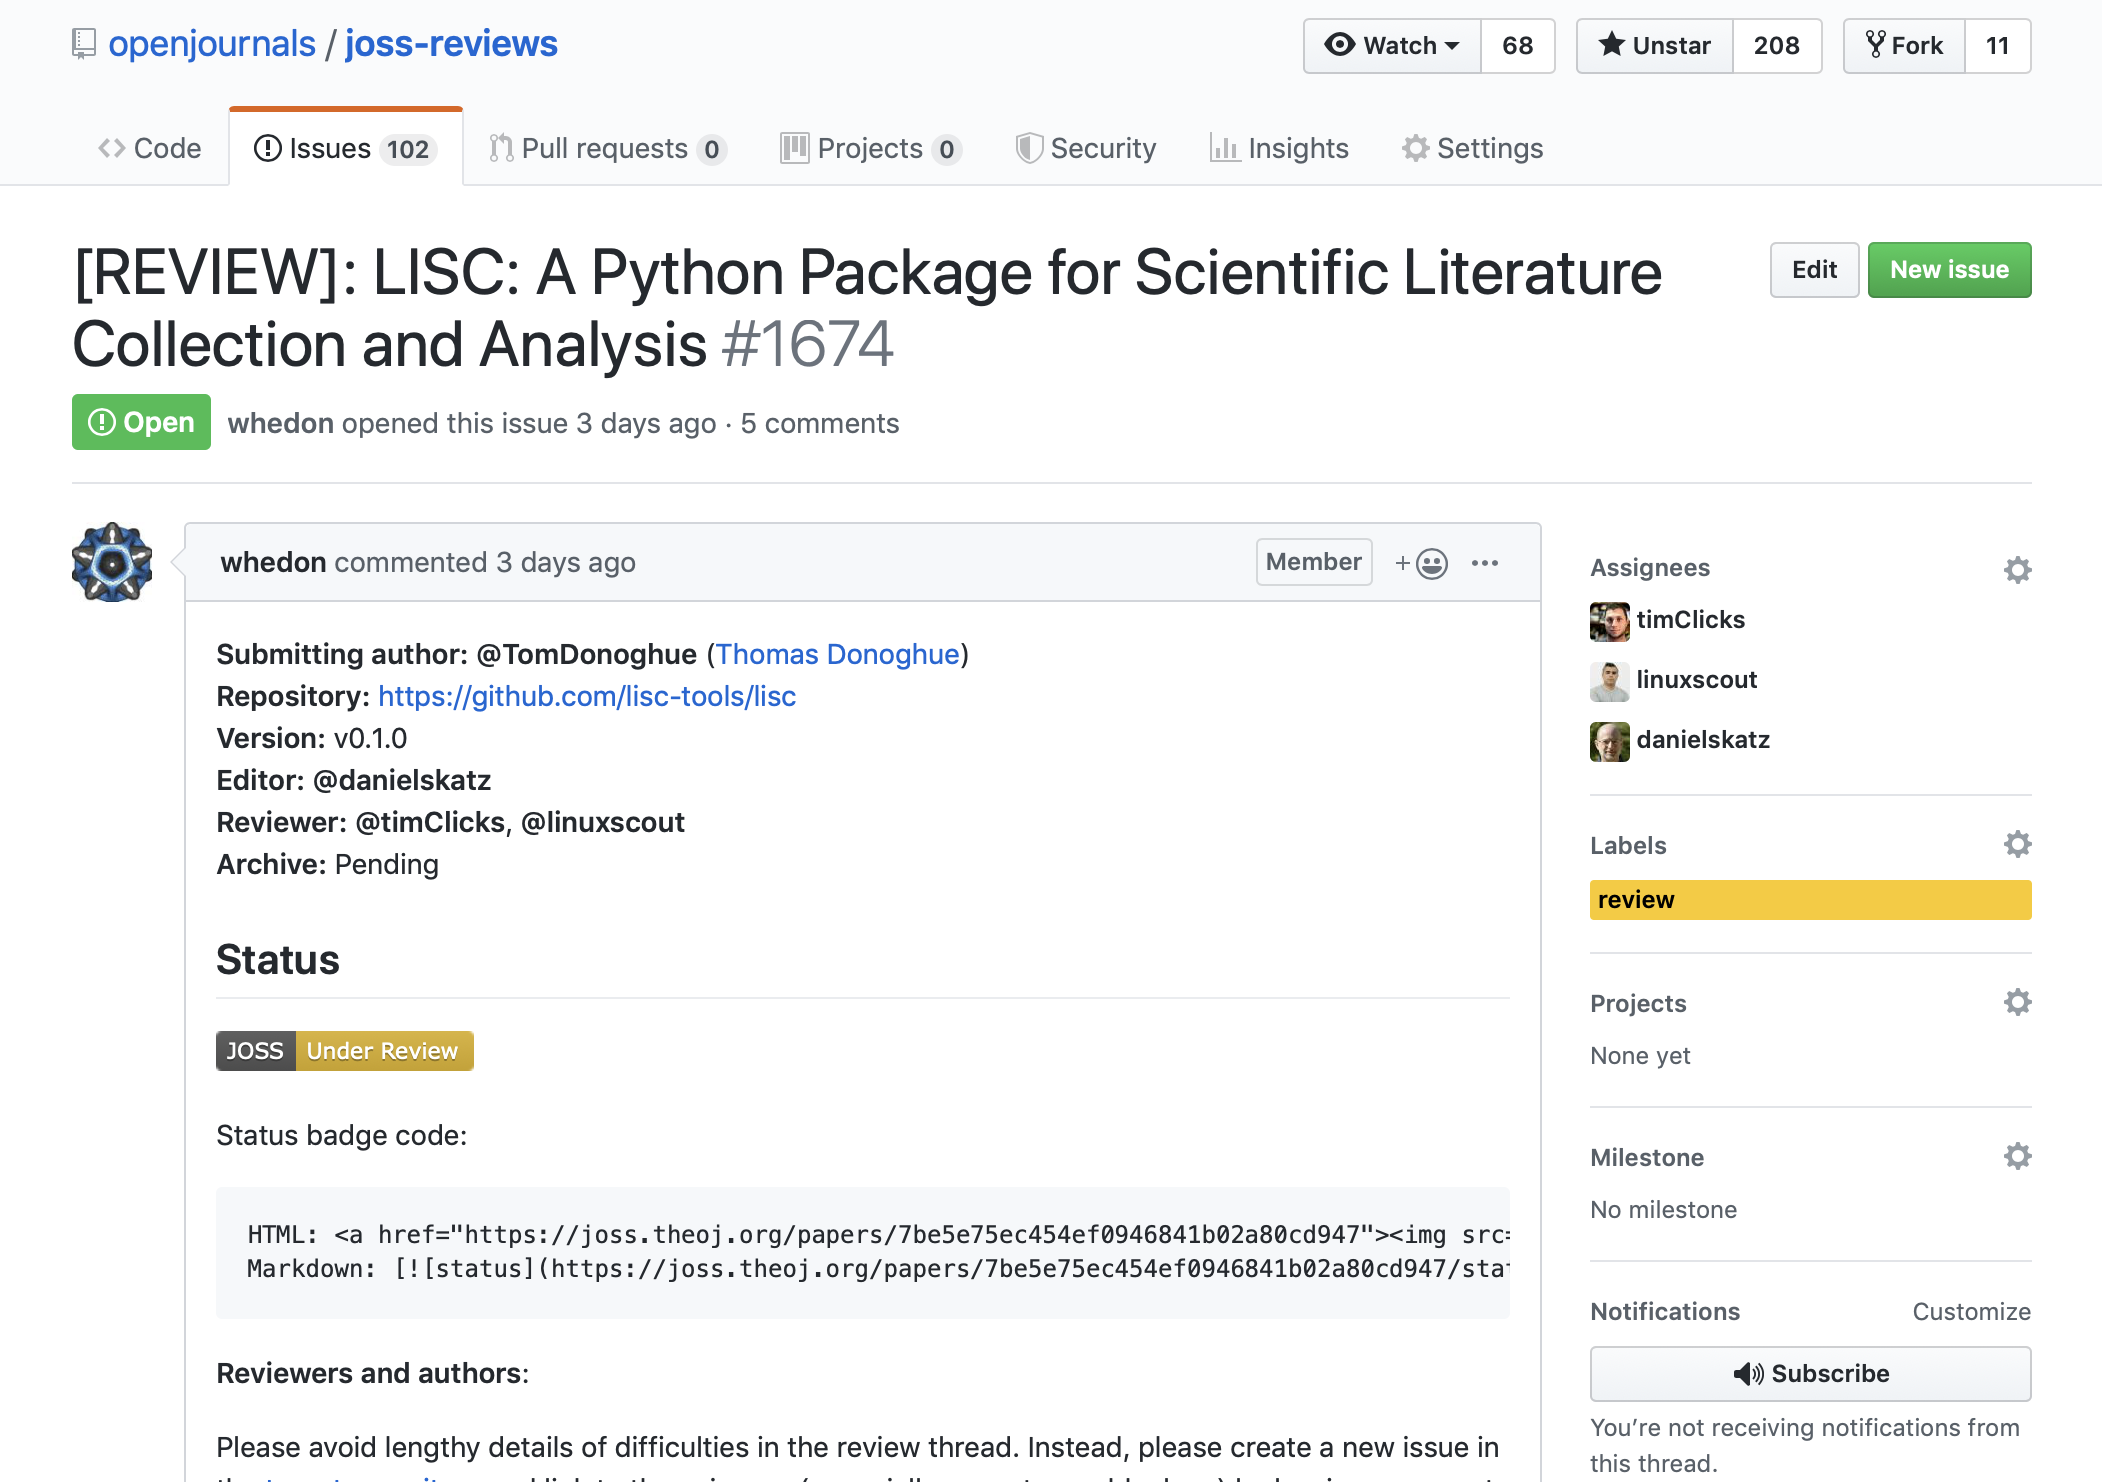 openjournals / joss-reviews
Watch 68
Unstar 208
Fork 11
Code
Issues 102
Pull requests 0
Projects 0
Security
Insights
Settings
[REVIEW]: LISC: A Python Package for Scientific Literature
Collection and Analysis #1674
Edit
New issue
Open
whedon opened this issue 3 days ago · 5 comments
whedon commented 3 days ago
Member
Submitting author: @TomDonoghue (Thomas Donoghue)
Repository: https://github.com/lisc-tools/lisc
Version: v0.1.0
Editor: @danielskatz
Reviewer: @timClicks, @linuxscout
Archive: Pending
Status
JOSS Under Review
Status badge code:
HTML: <a href="https://joss.theoj.org/papers/7be5e75ec454ef0946841b02a80cd947"><img src=
Markdown: [![status](https://joss.theoj.org/papers/7be5e75ec454ef0946841b02a80cd947/stat
Reviewers and authors:
Please avoid lengthy details of difficulties in the review thread. Instead, please create a new issue in
Assignees
timClicks
linuxscout
danielskatz
Labels
review
Projects
None yet
Milestone
No milestone
Notifications
Customize
Subscribe
You’re not receiving notifications from
this thread.